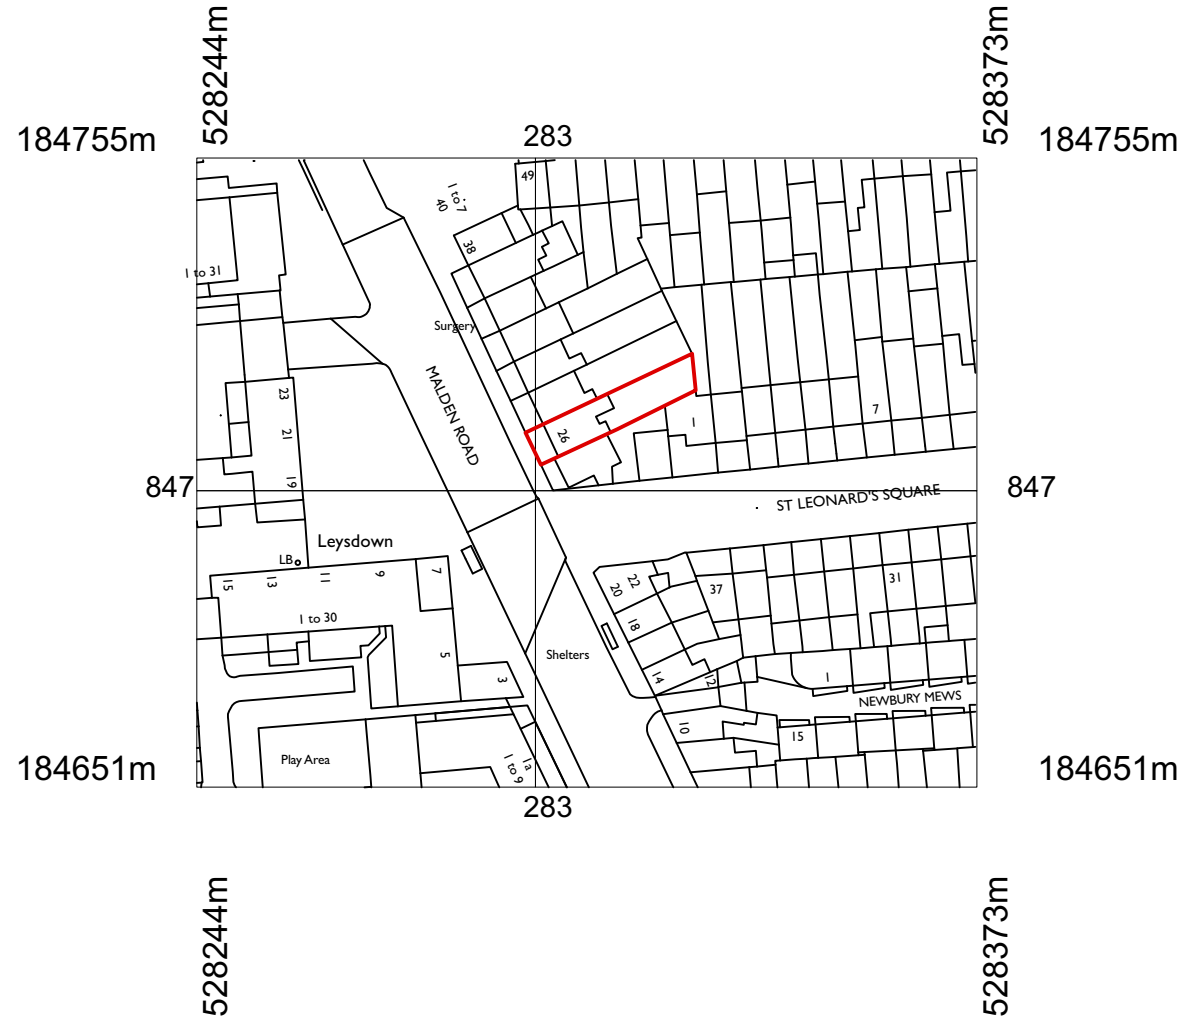 528244m
528373m
184755m
283
184755m
49
1 to 7
40
38
1 to 31
Surgery
MALDEN ROAD
23
21
19
26
1
7
847
847
ST LEONARD'S SQUARE
Leysdown
LB
15
13
11
9
7
1 to 30
5
3
22
20
18
14
12
37
31
Shelters
1
NEWBURY MEWS
10
15
Play Area
1a
1 to 9
184651m
283
184651m
528244m
528373m